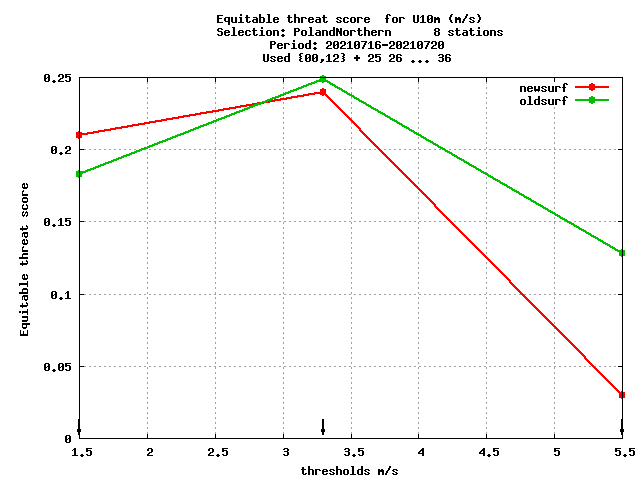 Equitable threat score  for U10m (m/s)
Selection: PolandNorthern      8 stations
Period: 20210716-20210720
Used {00,12} + 25 26 ... 36
newsurf
oldsurf
Equitable threat score
0.25
0.2
0.15
0.1
0.05
0
1.5 2 2.5 3 3.5 4 4.5 5 5.5
thresholds m/s